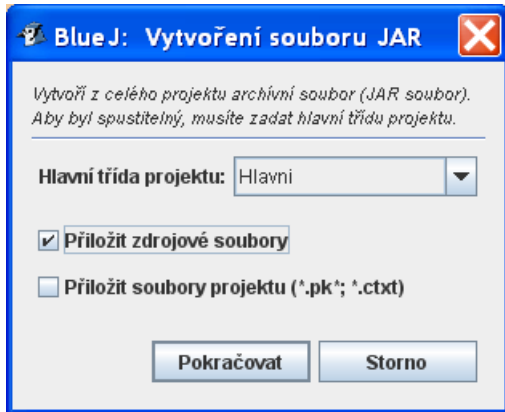 BlueJ: Vytvoření souboru JAR
Vytvoří z celého projektu archívní soubor (JAR soubor).
Aby byl spustitelný, musíte zadat hlavní třídu projektu.
Hlavní třída projektu: Hlavni
Přiložit zdrojové soubory
Přiložit soubory projektu (*.pk*; *.ctxt)
Pokračovat Storno